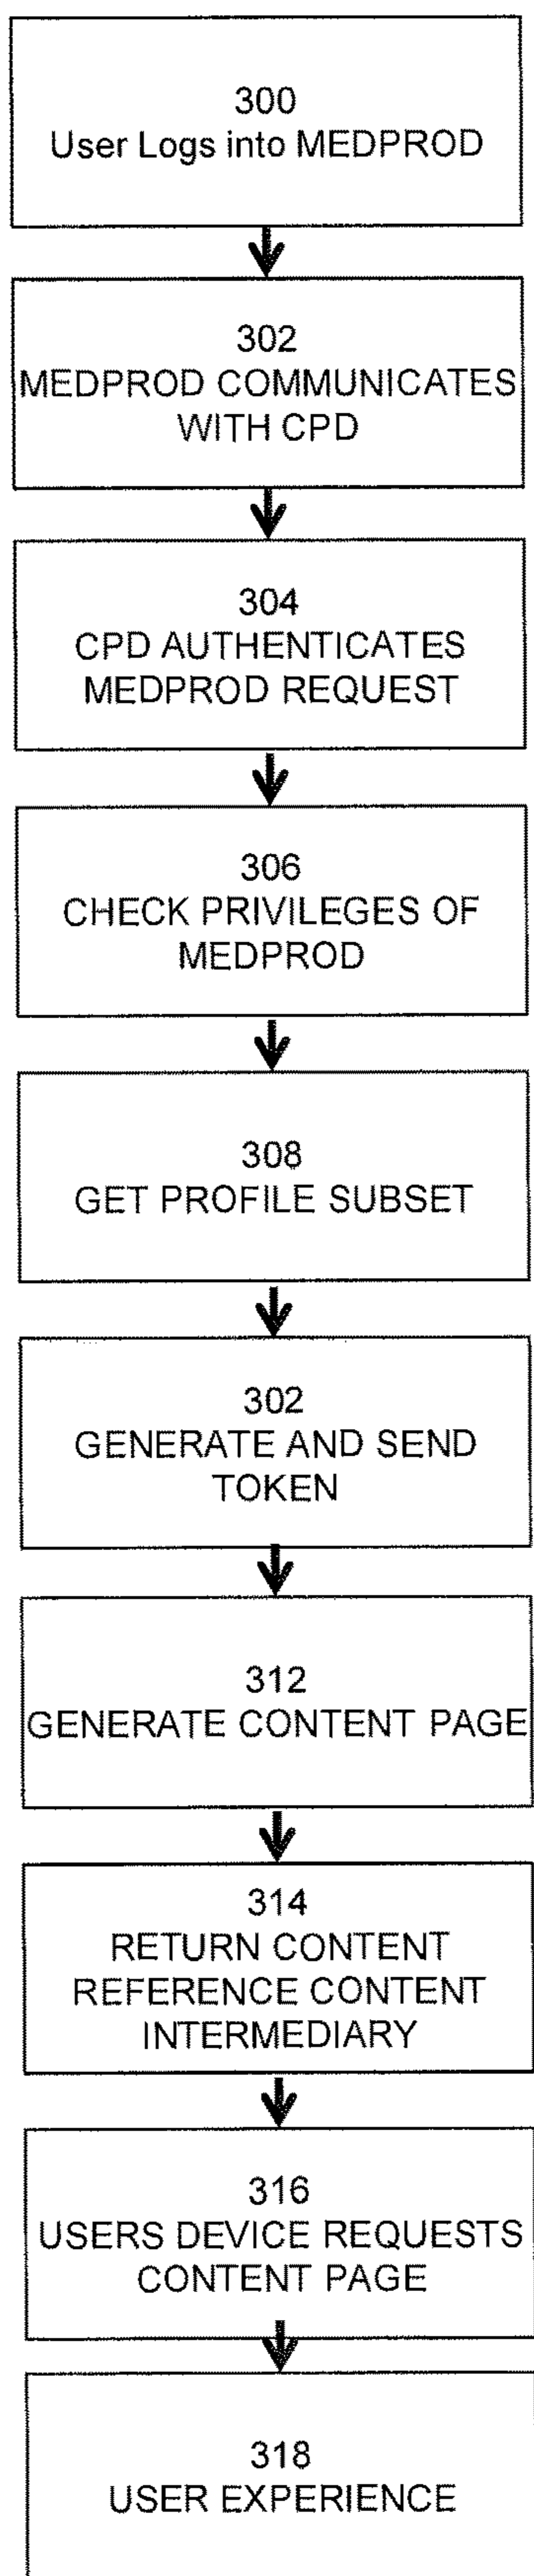 300
User Logs into MEDPROD
302
MEDPROD COMMUNICATES
WITH CPD
304
CPD AUTHENTICATES
MEDPROD REQUEST
306
CHECK PRIVILEGES OF
MEDPROD
308
GET PROFILE SUBSET
302
GENERATE AND SEND
TOKEN
312
GENERATE CONTENT PAGE
314
RETURN CONTENT
REFERENCE CONTENT
INTERMEDIARY
316
USERS DEVICE REQUESTS
CONTENT PAGE
318
USER EXPERIENCE